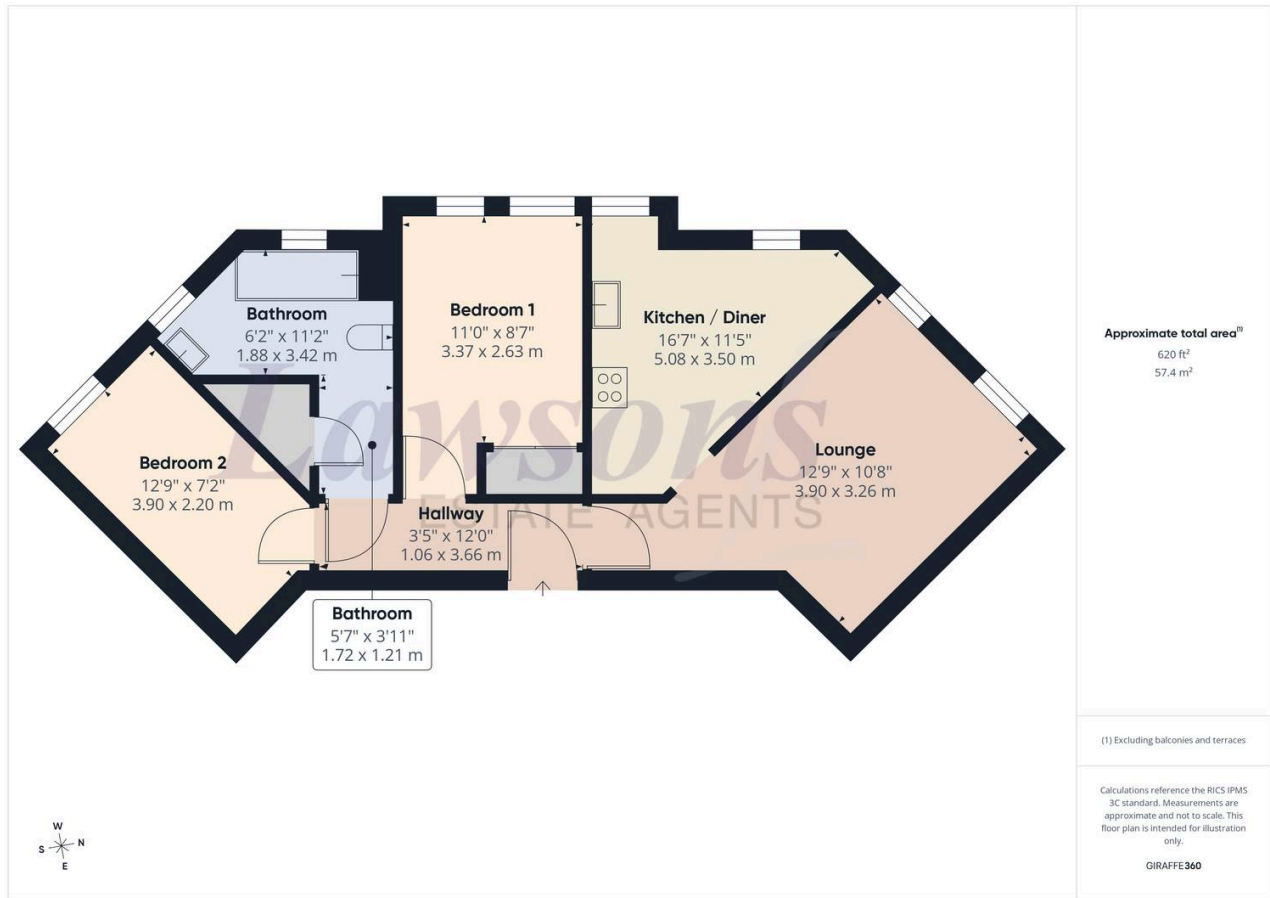 Bathroom
6'2" x 11'2"
1.88 x 3.42 m
Bedroom 1
11'0" x 8'7"
3.37 x 2.63 m
Kitchen / Diner
16'7" x 11'5"
5.08 x 3.50 m
Bedroom 2
12'9" x 7'2"
3.90 x 2.20 m
Lounge
12'9" x 10'8"
3.90 x 3.26 m
Hallway
3'5" x 12'0"
1.06 x 3.66 m
Bathroom
5'7" x 3'11"
1.72 x 1.21 m
Lawsons
ESTATE AGENTS
W
S N
E
Approximate total area(1)
620 ft²
57.4 m²
(1) Excluding balconies and terraces
Calculations reference the RICS IPMS
3C standard. Measurements are
approximate and not to scale. This
floor plan is intended for illustration
only.
GIRAFFE360